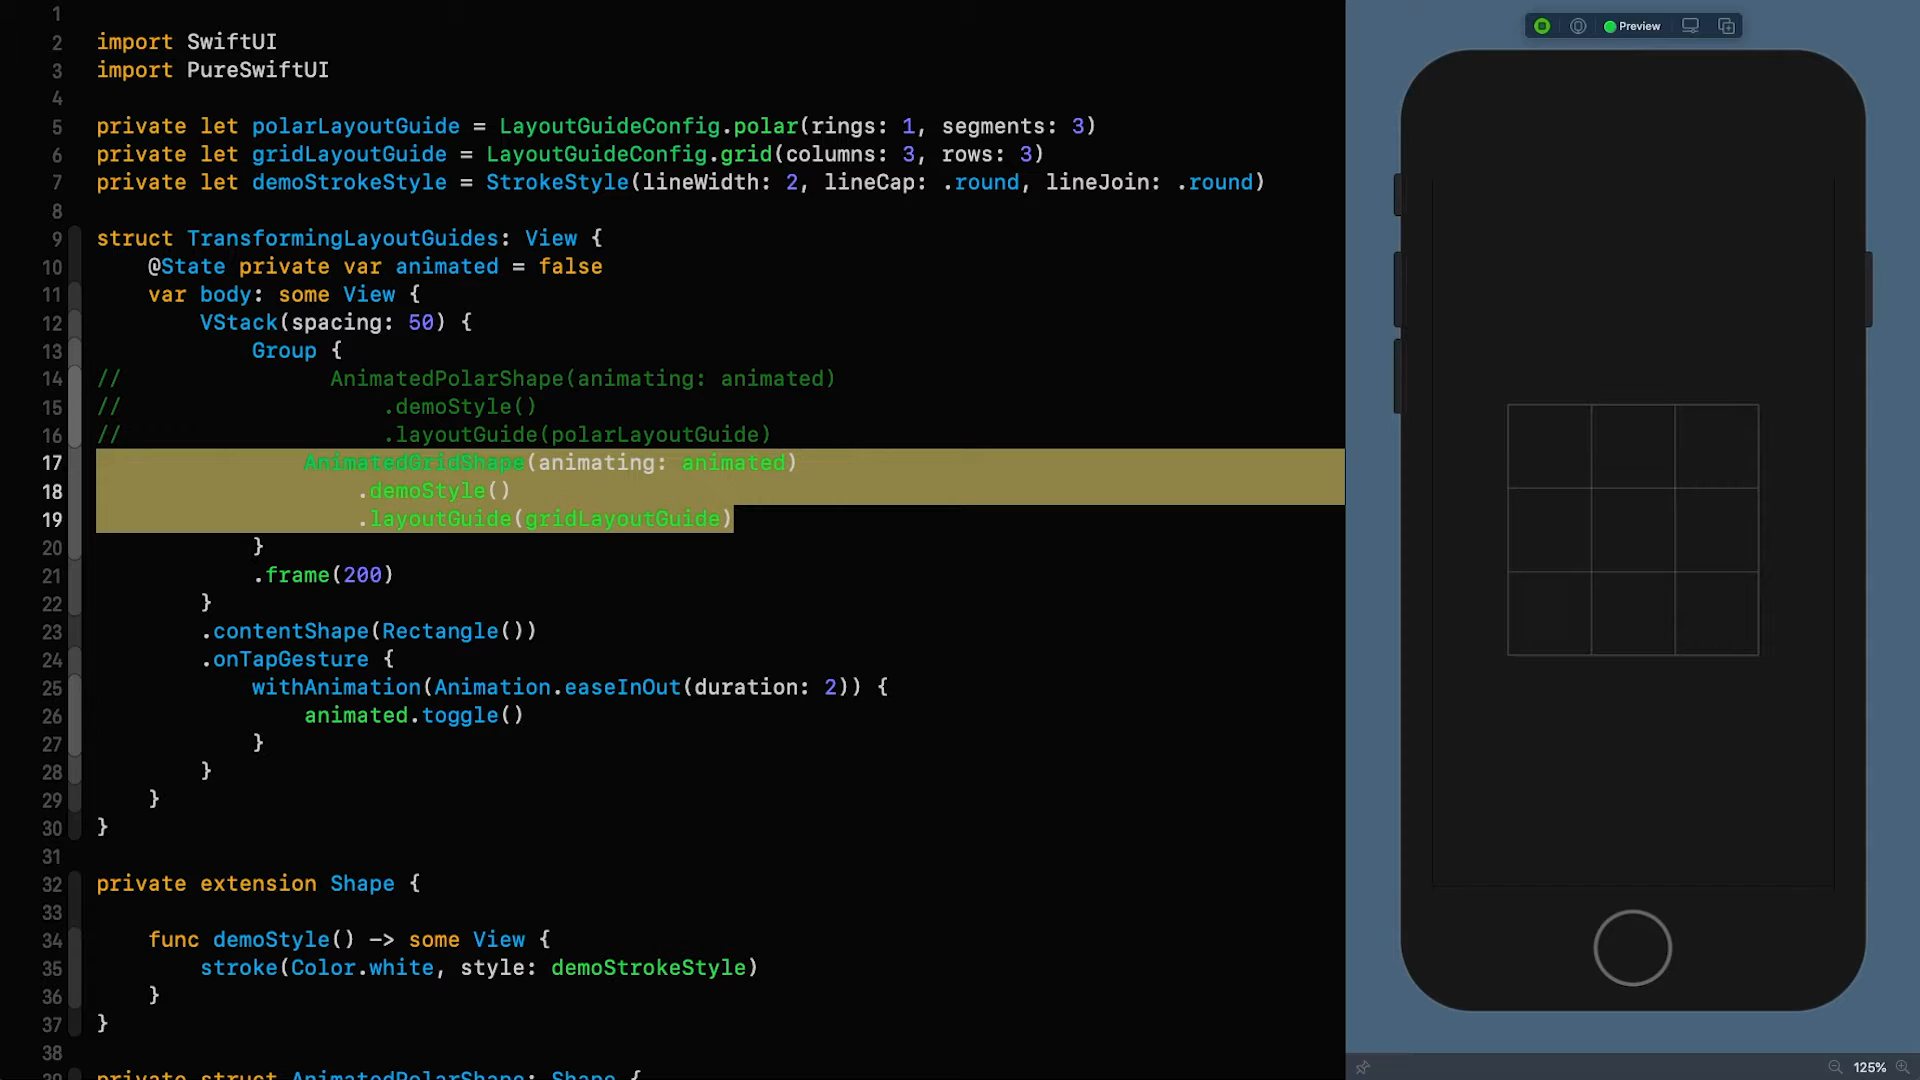 1
2 import SwiftUI
3 import PureSwiftUI
4
5 private let polarLayoutGuide = LayoutGuideConfig.polar(rings: 1, segments: 3)
6 private let gridLayoutGuide = LayoutGuideConfig.grid(columns: 3, rows: 3)
7 private let demoStrokeStyle = StrokeStyle(lineWidth: 2, lineCap: .round, lineJoin: .round)
8
9 struct TransformingLayoutGuides: View {
10 @State private var animated = false
11 var body: some View {
12 VStack(spacing: 50) {
13 Group {
14 // AnimatedPolarShape(animating: animated)
15 // .demoStyle()
16 // .layoutGuide(polarLayoutGuide)
17 AnimatedGridShape(animating: animated)
18 .demoStyle()
19 .layoutGuide(gridLayoutGuide)
20 }
21 .frame(200)
22 }
23 .contentShape(Rectangle())
24 .onTapGesture {
25 withAnimation(Animation.easeInOut(duration: 2)) {
26 animated.toggle()
27 }
28 }
29 }
30 }
31
32 private extension Shape {
33
34 func demoStyle() -> some View {
35 stroke(Color.white, style: demoStrokeStyle)
36 }
37 }
38
39 private struct AnimatedPolarShape: Shape {
Preview
125%